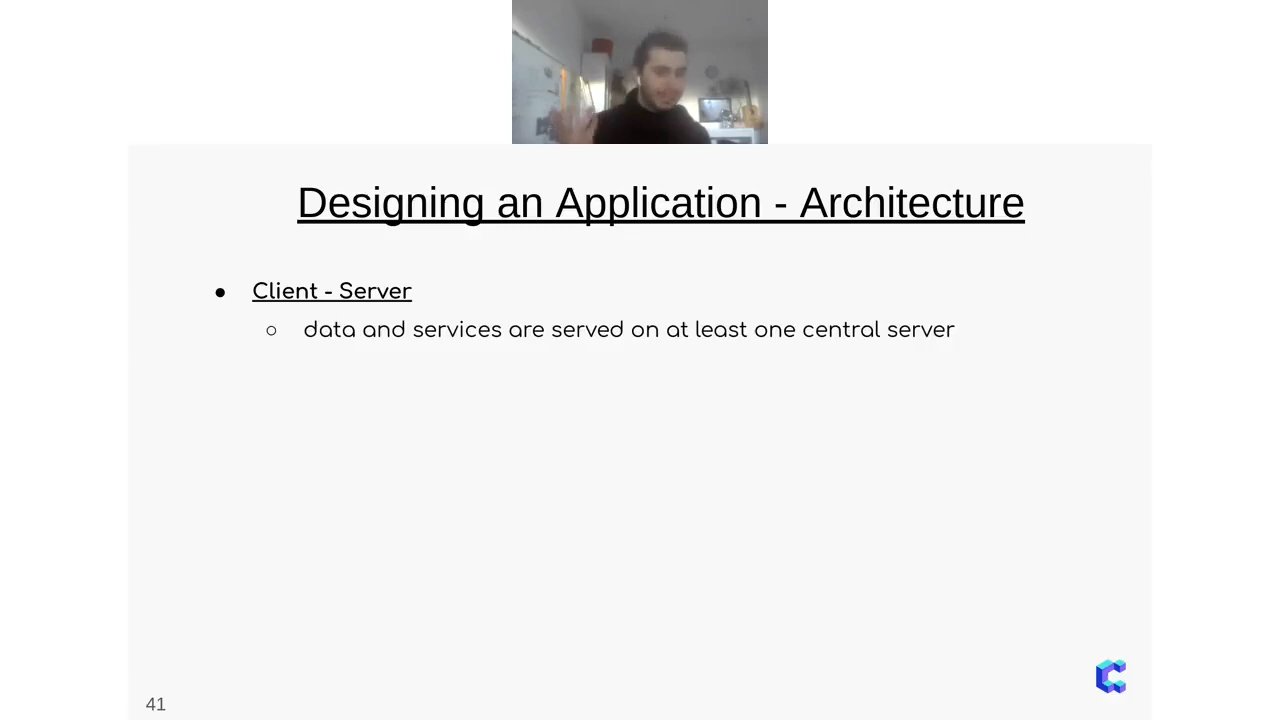 Designing an Application - Architecture
● Client - Server
○ data and services are served on at least one central server
41